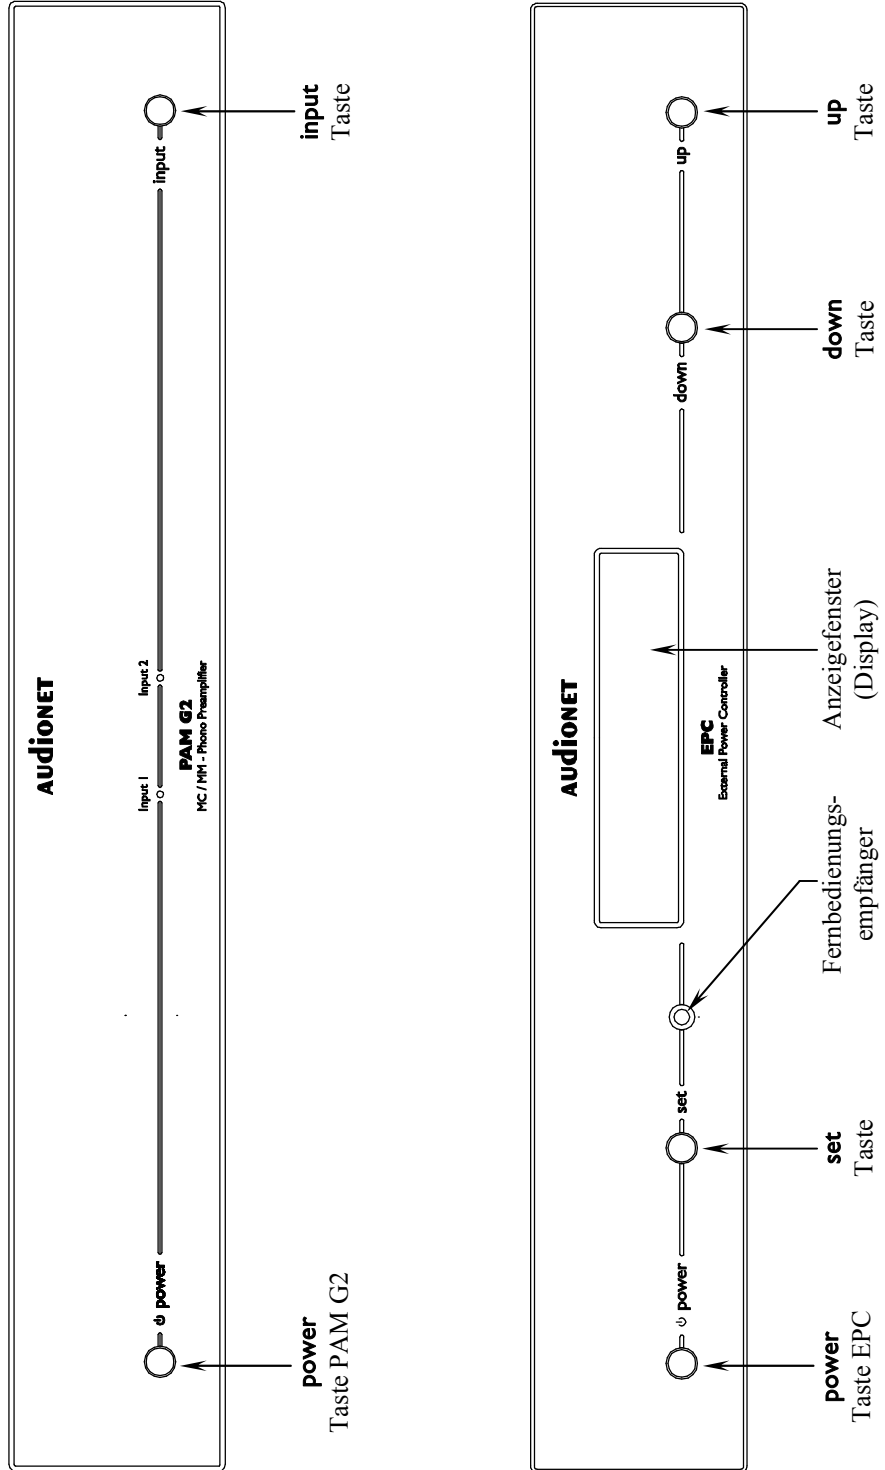 AUDIONET
Input 1
Input 2
power
input
PAM G2
MC / MM - Phono Preamplifier
power
Taste PAM G2
input
Taste
AUDIONET
power
set
down
up
EPC
External Power Controller
power
Taste EPC
set
Taste
Fernbedienungs-
empfänger
Anzeigefenster
(Display)
down
Taste
up
Taste